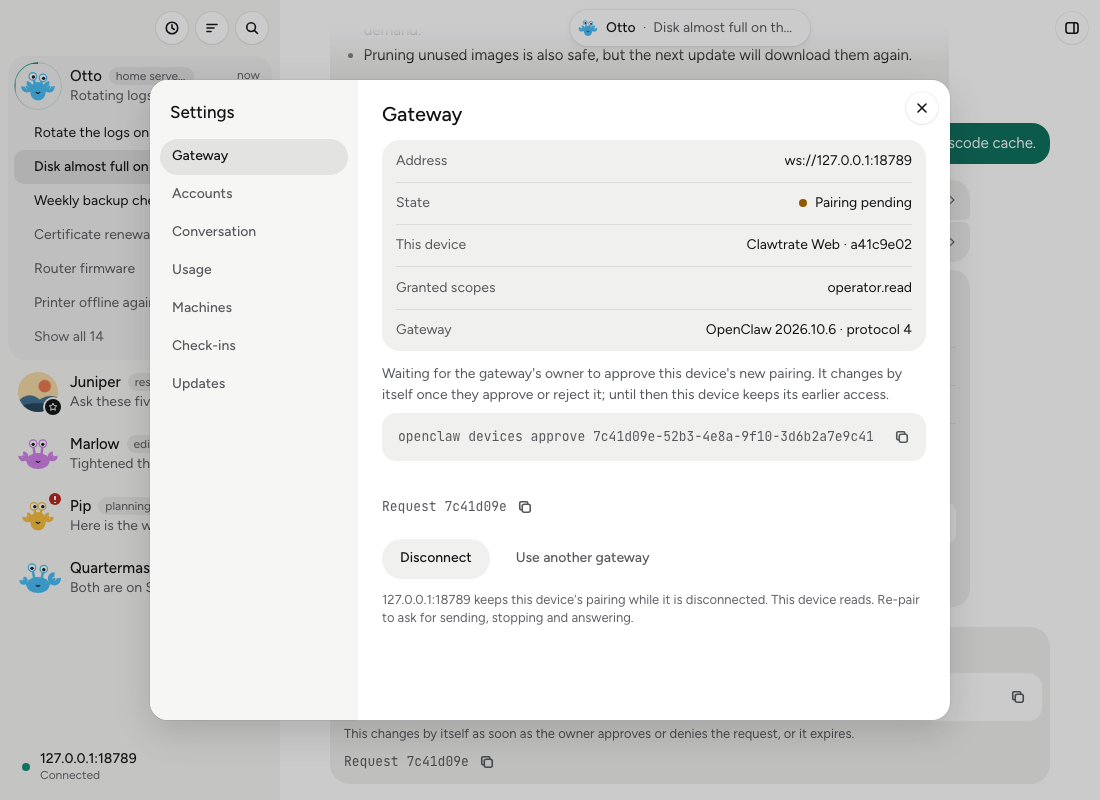 Otto · Disk almost full on th…
demand.
Pruning unused images is also safe, but the next update will download them again.
Otto home serve… now
Rotating logs
Rotate the logs on
Disk almost full on
Weekly backup
Certificate
Router firmware
Printer offline
Show all 14
Juniper
Ask these
Marlow
Tightened
Pip planning
Here is the
Both are on
127.0.0.1:18789
Connected
Settings
Gateway
Accounts
Conversation
Usage
Machines
Check-ins
Updates
Gateway
Address ws://127.0.0.1:18789
State Pairing pending
This device Clawtrate Web · a41c9e02
Granted scopes operator.read
Gateway OpenClaw 2026.10.6 · protocol 4
Waiting for the gateway's owner to approve this device's new pairing. It changes by
itself once they approve or reject it; until then this device keeps its earlier access.
openclaw devices approve 7c41d09e-52b3-4e8a-9f10-3d6b2a7e9c41
Request 7c41d09e
Disconnect Use another gateway
127.0.0.1:18789 keeps this device's pairing while it is disconnected. This device reads. Re-pair
to ask for sending, stopping and answering.
cache.
This changes by itself as soon as the owner approves or denies the request, or it expires.
Request 7c41d09e